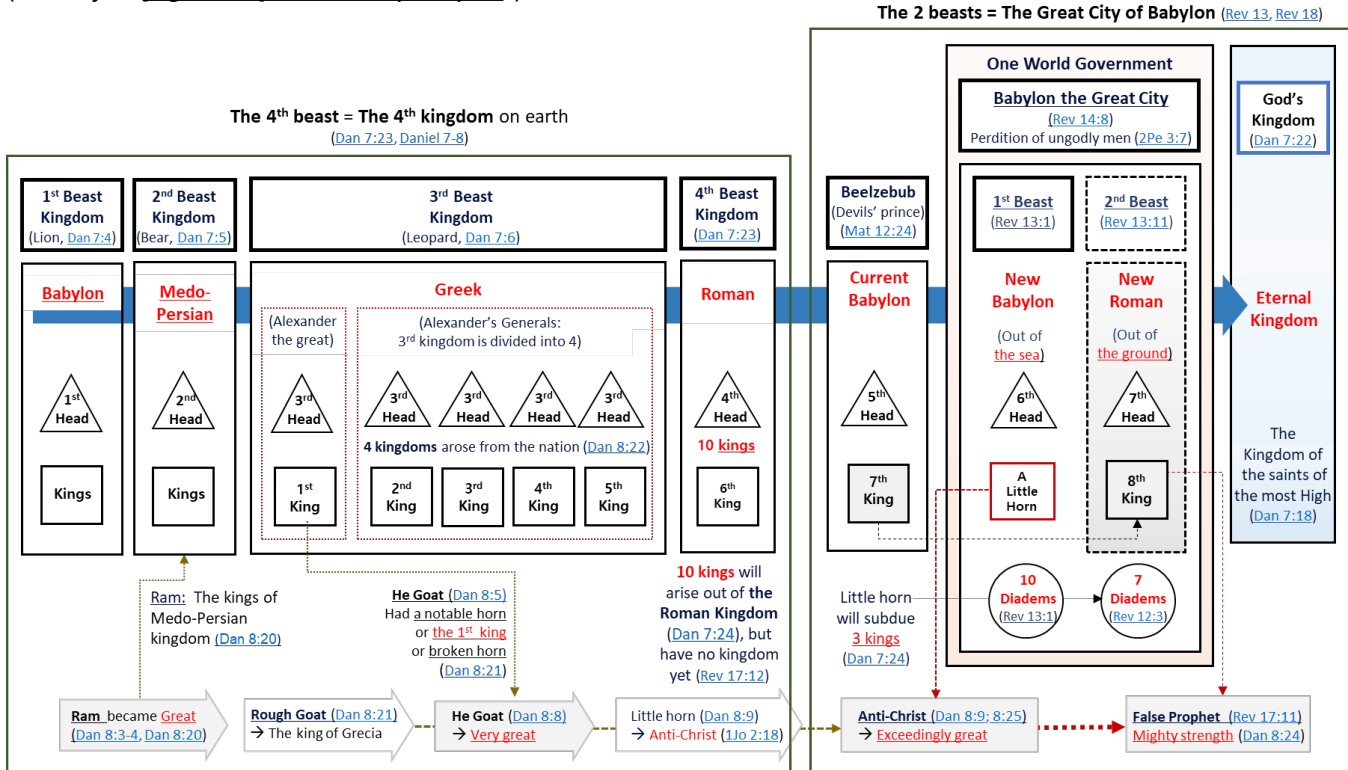 The 2 beasts = The Great City of Babylon (Rev 13, Rev 18)
The 4th beast = The 4th kingdom on earth
(Dan 7:23, Daniel 7-8)
1st Beast
Kingdom
(Lion, Dan 7:4)
2nd Beast
Kingdom
(Bear, Dan 7:5)
3rd Beast
Kingdom
(Leopard, Dan 7:6)
4th Beast
Kingdom
(Dan 7:23)
Babylon
Medo-
Persian
Greek
Roman
(Alexander
the great)
(Alexander's Generals:
3rd kingdom is divided into 4)
1st
Head
2nd
Head
3rd
Head
3rd
Head
3rd
Head
3rd
Head
3rd
Head
4th
Head
4 kingdoms arose from the nation (Dan 8:22)
10 kings
Kings
Kings
1st
King
2nd
King
3rd
King
4th
King
5th
King
6th
King
Ram: The kings of
Medo-Persian
kingdom (Dan 8:20)
He Goat (Dan 8:5)
Had a notable horn
or the 1st king
or broken horn
(Dan 8:21)
10 kings will
arise out of the
Roman Kingdom
(Dan 7:24), but
have no kingdom
yet (Rev 17:12)
One World Government
Babylon the Great City
(Rev 14:8)
Perdition of ungodly men (2Pe 3:7)
God's
Kingdom
(Dan 7:22)
Beelzebub
(Devils' prince)
(Mat 12:24)
1st Beast
(Rev 13:1)
2nd Beast
(Rev 13:11)
Current
Babylon
New
Babylon
New
Roman
Eternal
Kingdom
(Out of
the sea)
(Out of
the ground)
5th
Head
6th
Head
7th
Head
7th
King
A
Little
Horn
8th
King
The
Kingdom of
the saints of
the most High
(Dan 7:18)
Little horn
will subdue
3 kings
(Dan 7:24)
10
Diadems
(Rev 13:1)
7
Diadems
(Rev 12:3)
Ram became Great
(Dan 8:3-4, Dan 8:20)
Rough Goat (Dan 8:21)
→ The king of Grecia
He Goat (Dan 8:8)
→ Very great
Little horn (Dan 8:9)
→ Anti-Christ (1Jo 2:18)
Anti-Christ (Dan 8:9; 8:25)
→ Exceedingly great
False Prophet (Rev 17:11)
Mighty strength (Dan 8:24)